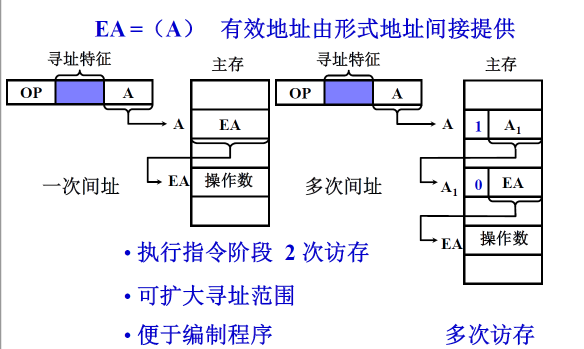 EA =（A） 有效地址由形式地址间接提供
寻址特征 主存 寻址特征 主存
OP A OP A
A EA A 1 A₁
一次间址 EA 操作数 多次间址 A₁ 0 EA
EA 操作数
• 执行指令阶段 2 次访存
• 可扩大寻址范围
• 便于编制程序 多次访存